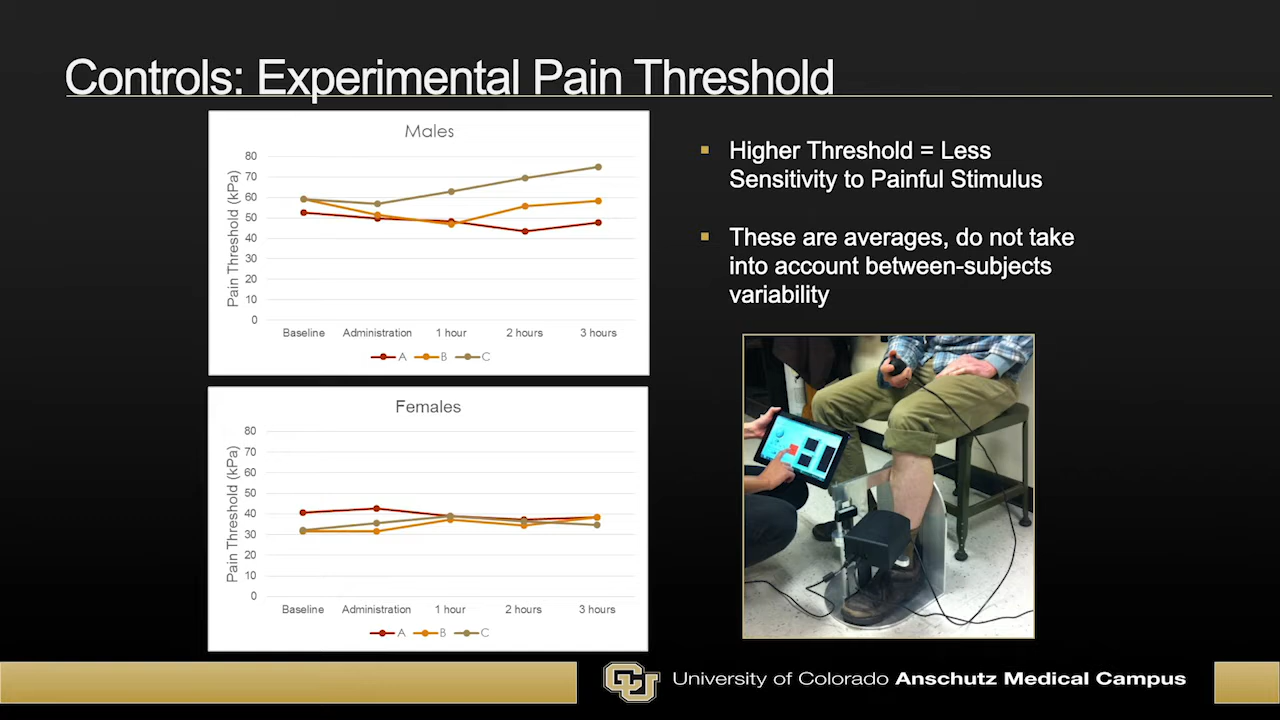 Controls: Experimental Pain Threshold
Males
Pain Threshold (kPa)
80
70
60
50
40
30
20
10
0
Baseline Administration 1 hour 2 hours 3 hours
A B C
Females
Pain Threshold (kPa)
80
70
60
50
40
30
20
10
0
Baseline Administration 1 hour 2 hours 3 hours
A B C
Higher Threshold = Less
Sensitivity to Painful Stimulus
These are averages, do not take
into account between-subjects
variability
CU University of Colorado Anschutz Medical Campus